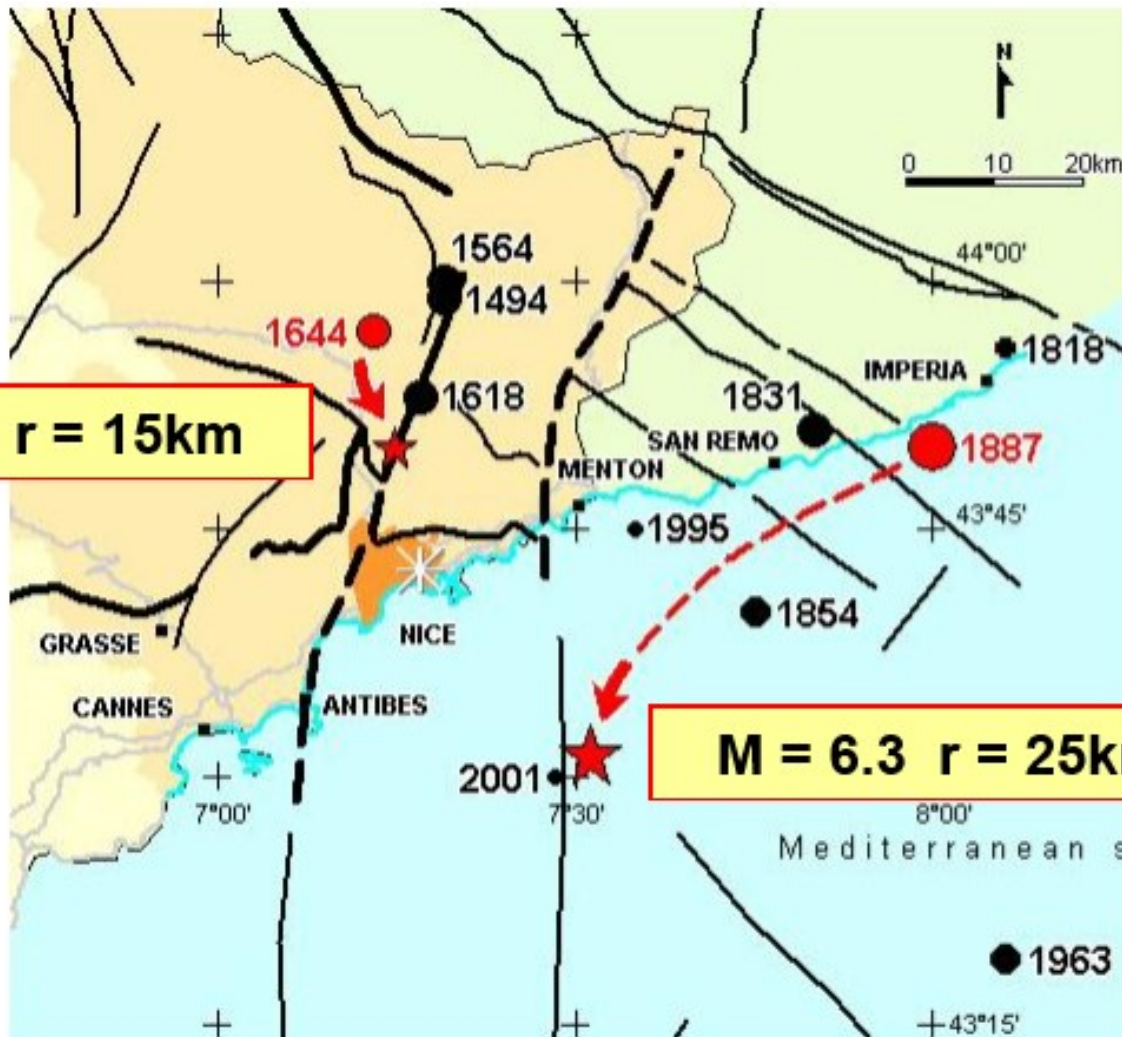 N
0 10 20km
1564
44°00'
1494
1644
1818
IMPERIA
1618
1831
r = 15km
SAN REMO
1887
MENTON
1995
43°45'
1854
NICE
GRASSE
CANNES
ANTIBES
M = 6.3 r = 25k
2001
7°00'
7°30'
8°00'
Mediterranean s
1963
43°15'